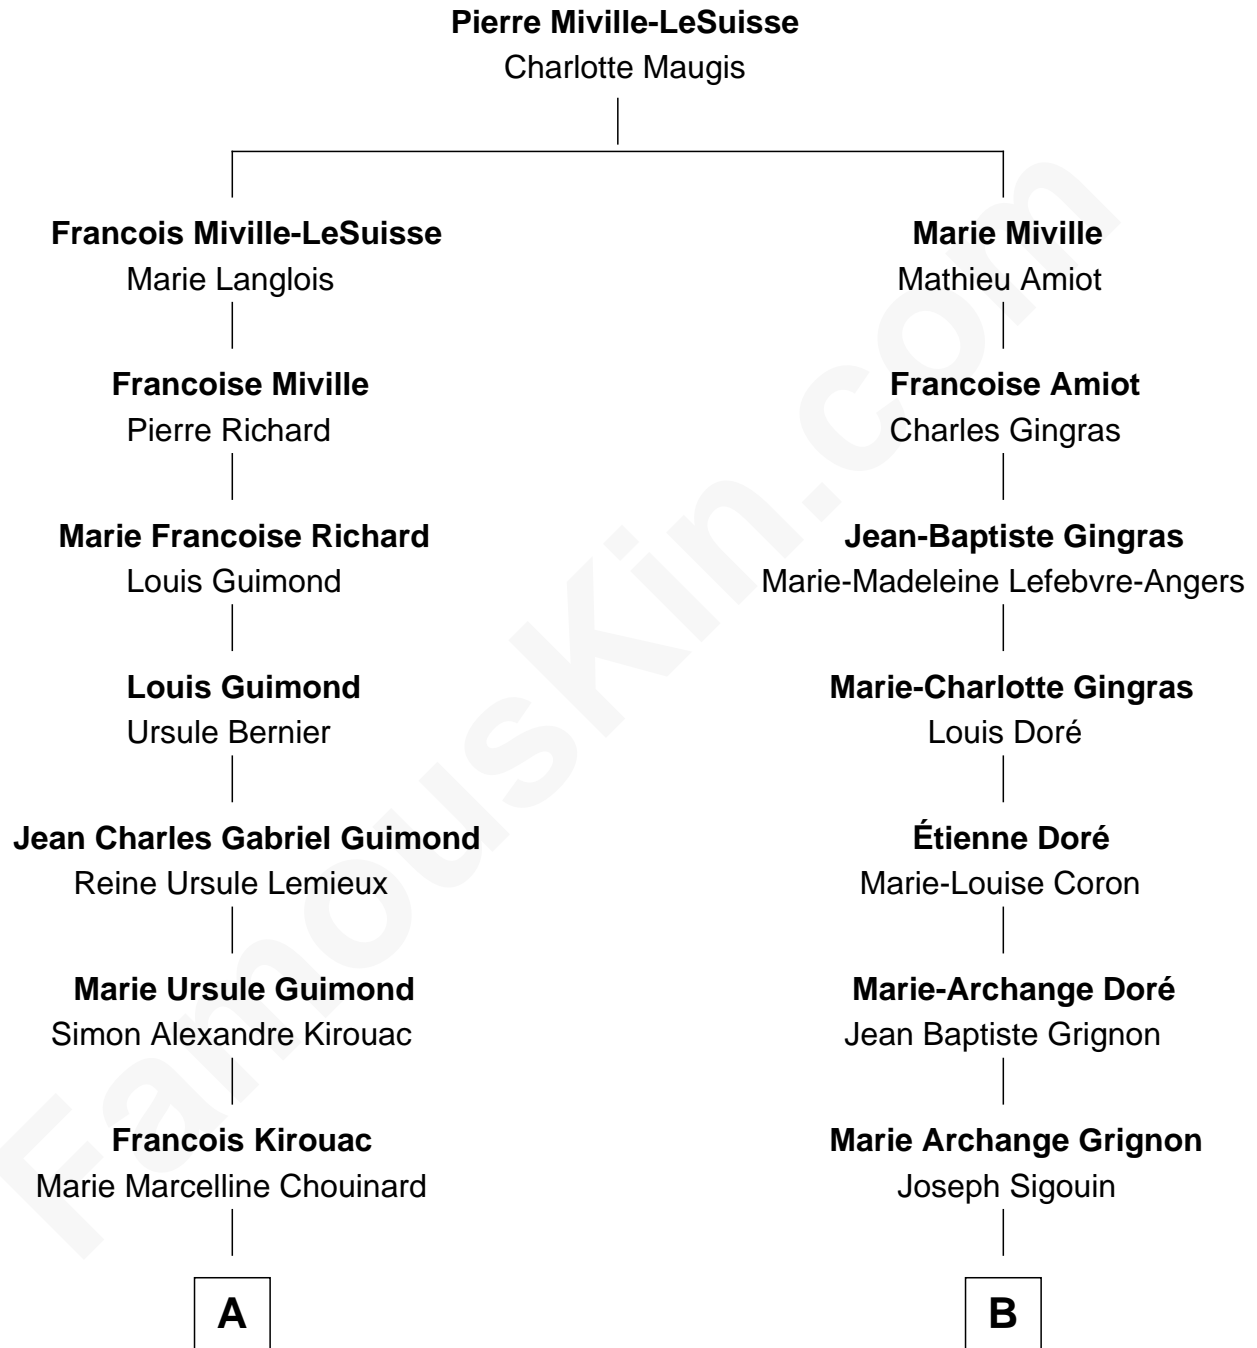 Pierre Miville-LeSuisse
Charlotte Maugis
Francois Miville-LeSuisse
Marie Langlois
Marie Miville
Mathieu Amiot
Francoise Miville
Pierre Richard
Francoise Amiot
Charles Gingras
Marie Francoise Richard
Louis Guimond
Jean-Baptiste Gingras
Marie-Madeleine Lefebvre-Angers
Louis Guimond
Ursule Bernier
Marie-Charlotte Gingras
Louis Doré
Jean Charles Gabriel Guimond
Reine Ursule Lemieux
Étienne Doré
Marie-Louise Coron
Marie Ursule Guimond
Simon Alexandre Kirouac
Marie-Archange Doré
Jean Baptiste Grignon
Francois Kirouac
Marie Marcelline Chouinard
Marie Archange Grignon
Joseph Sigouin
A
B
FamousKin.com